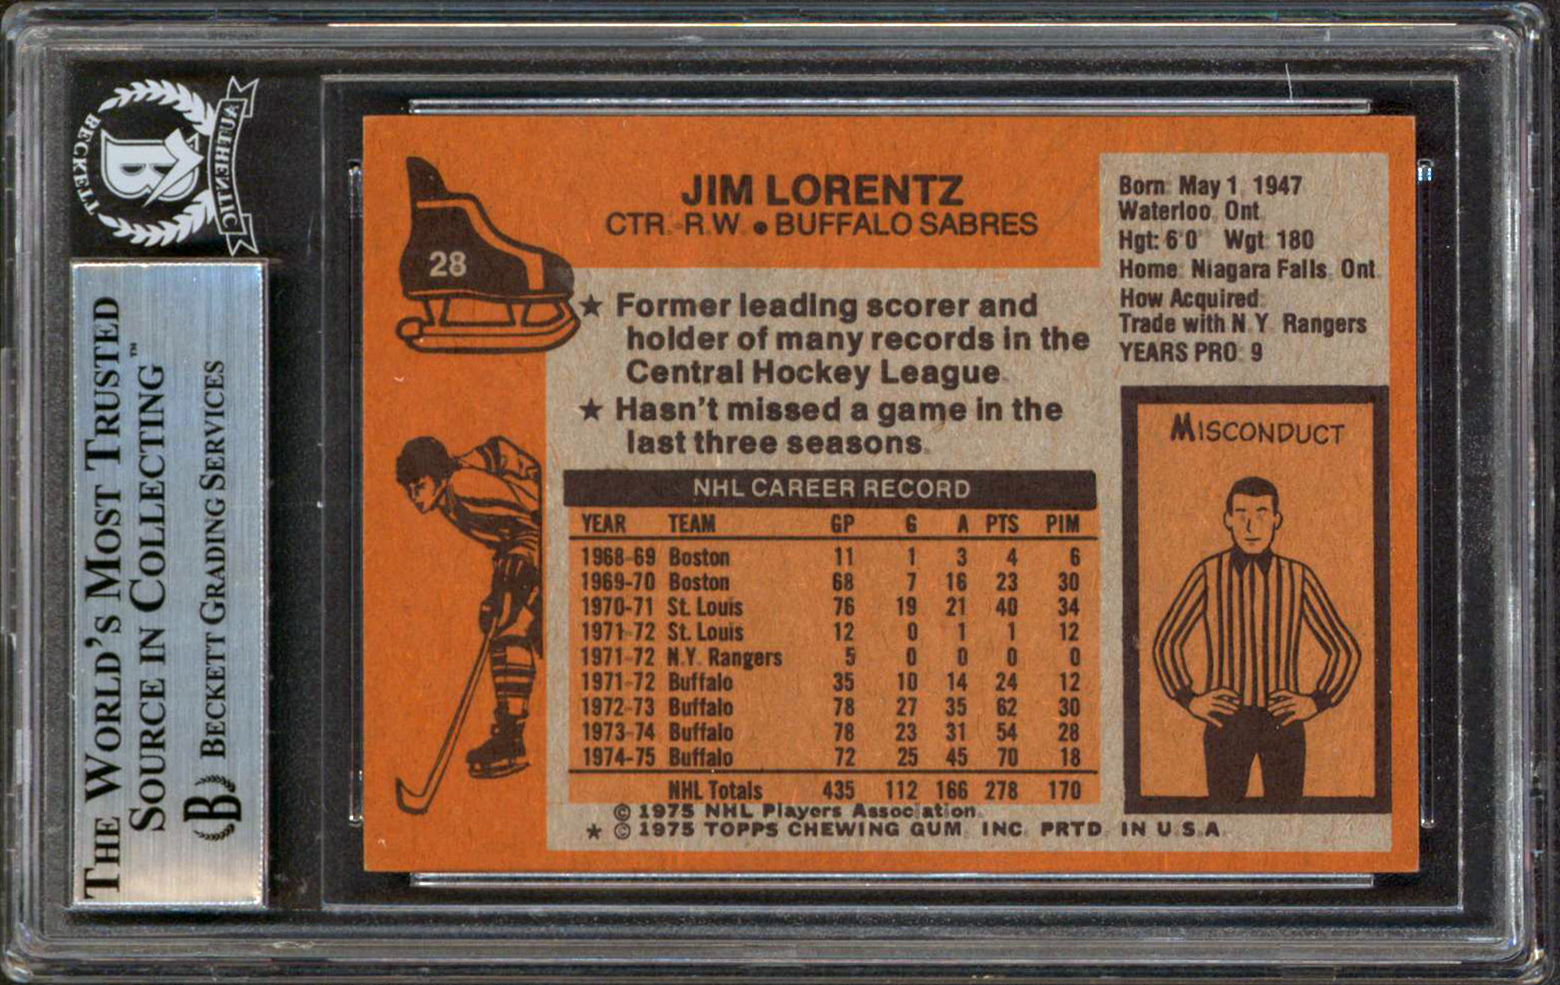 BECKETT
AUTHENTIC
B
THE WORLD'S MOST TRUSTED
SOURCE IN COLLECTING™
B BECKETT GRADING SERVICES
28
JIM LORENTZ
CTR.-R.W. ● BUFFALO SABRES
★ Former leading scorer and
holder of many records in the
Central Hockey League.
★ Hasn't missed a game in the
last three seasons.
Born: May 1, 1947
Waterloo, Ont.
Hgt: 6'0" Wgt: 180
Home: Niagara Falls, Ont.
How Acquired:
Trade with N.Y. Rangers
YEARS PRO: 9
MISCONDUCT
NHL CAREER RECORD
YEAR TEAM GP G A PTS PIM
1968-69 Boston 11 1 3 4 6
1969-70 Boston 68 7 16 23 30
1970-71 St. Louis 76 19 21 40 34
1971-72 St. Louis 12 0 1 1 12
1971-72 N.Y. Rangers 5 0 0 0 0
1971-72 Buffalo 35 10 14 24 12
1972-73 Buffalo 78 27 35 62 30
1973-74 Buffalo 78 23 31 54 28
1974-75 Buffalo 72 25 45 70 18
NHL Totals 435 112 166 278 170
© 1975 NHL Players Association.
★ © 1975 TOPPS CHEWING GUM, INC. PRTD. IN U.S.A.